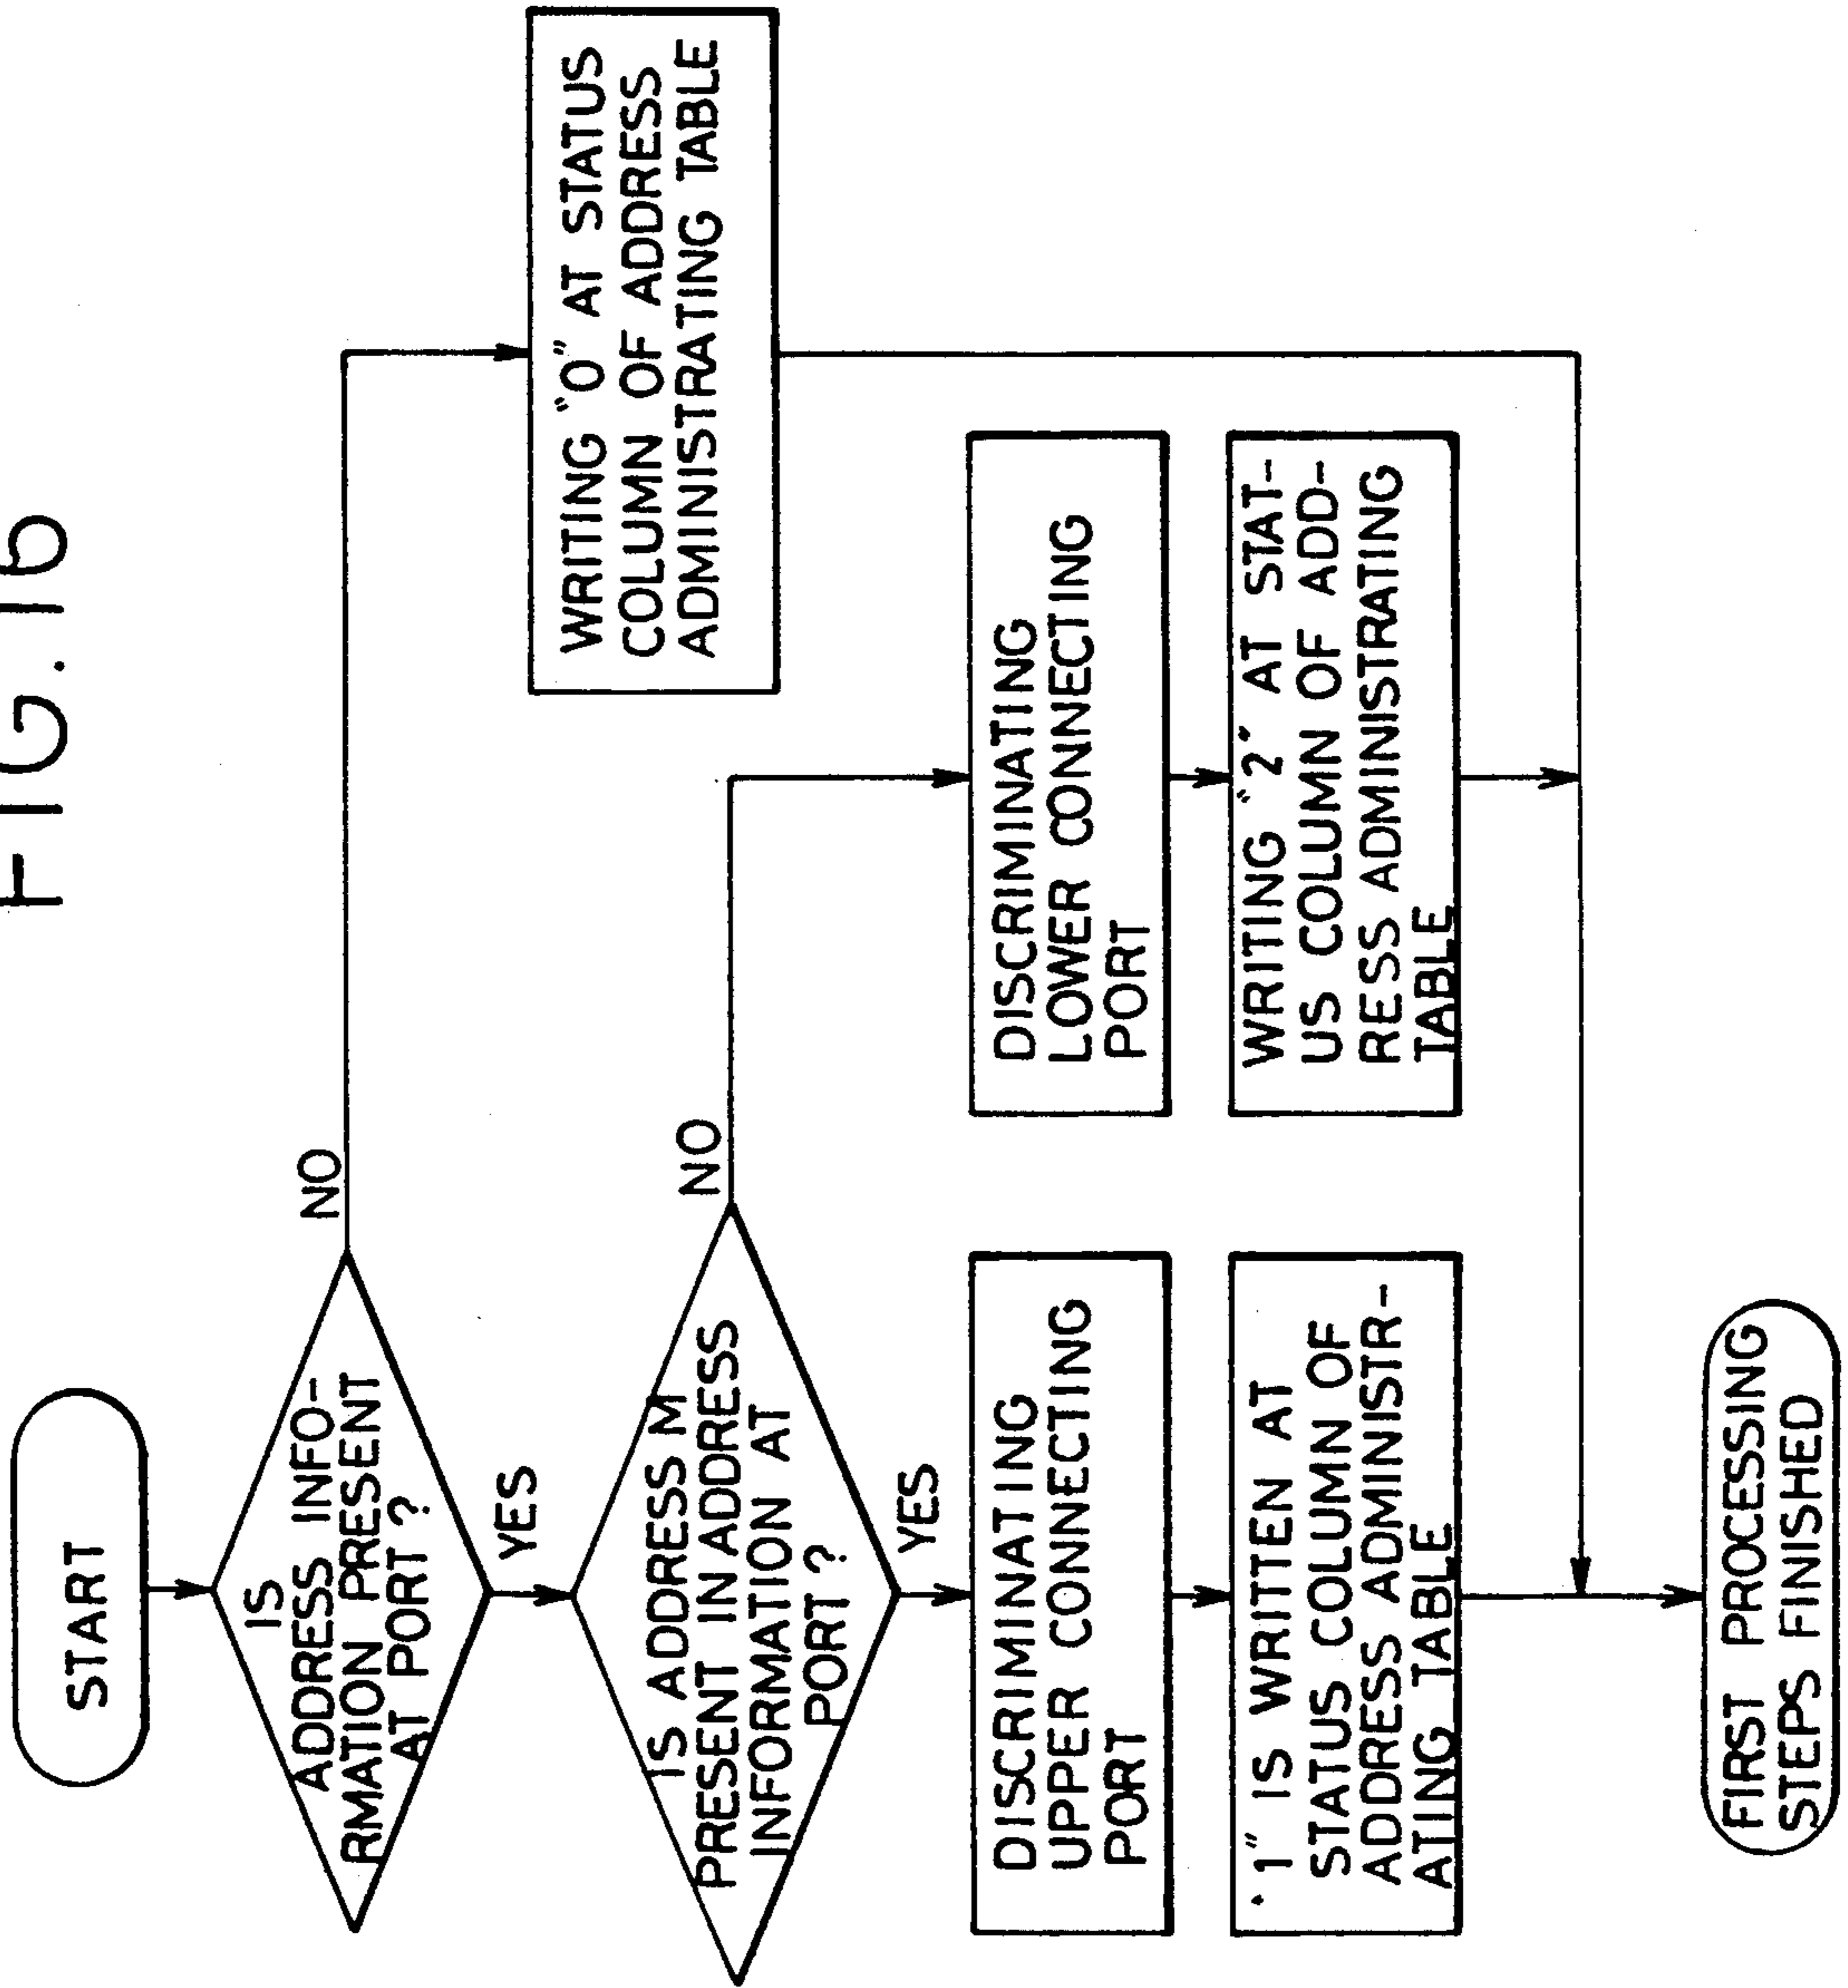 FIG. 16
START
IS
ADDRESS INFO-
RMATION PRESENT
AT PORT ?
NO
YES
WRITING "0" AT STATUS
COLUMN OF ADDRESS
ADMINISTRATING TABLE
IS ADDRESS M
PRESENT IN ADDRESS
INFORMATION AT
PORT ?
NO
YES
DISCRIMINATING
UPPER CONNECTING
PORT
DISCRIMINATING
LOWER CONNECTING
PORT
"1" IS WRITTEN AT
STATUS COLUMN OF
ADDRESS ADMINISTR-
ATING TABLE
WRITING "2" AT STAT-
US COLUMN OF ADD-
RESS ADMINISTRATING
TABLE
FIRST PROCESSING
STEPS FINISHED